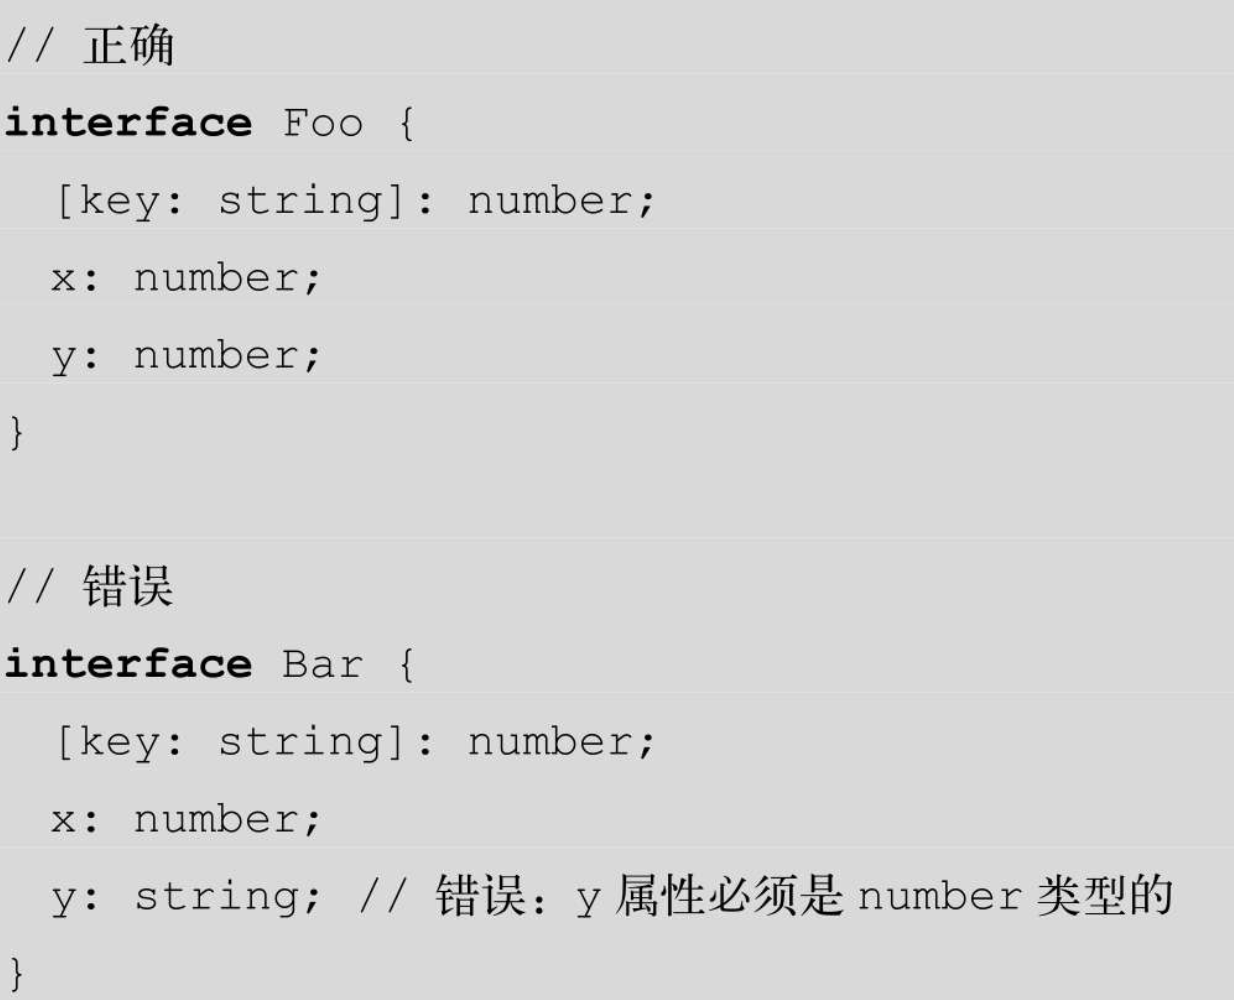 // 正确
interface Foo {
  [key: string]: number;
  x: number;
  y: number;
}

// 错误
interface Bar {
  [key: string]: number;
  x: number;
  y: string; // 错误：y 属性必须是 number 类型的
}